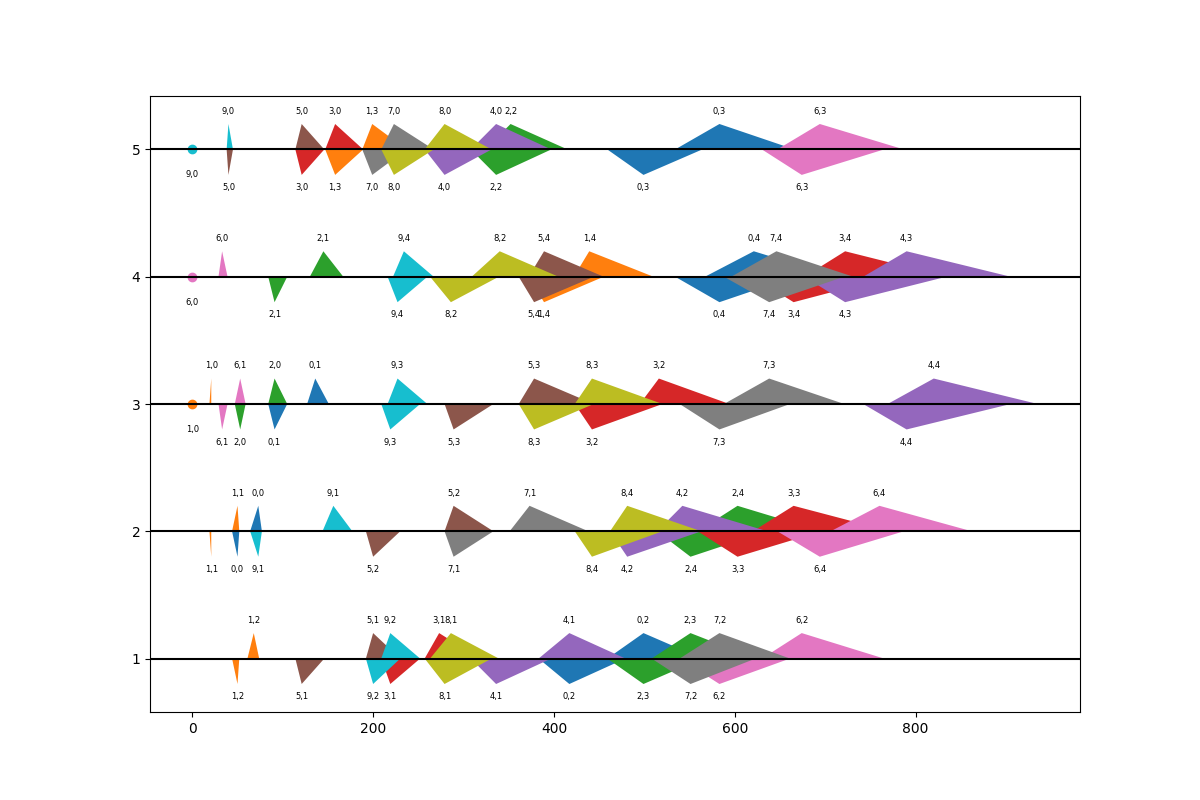 9,0 5,0 3,0 1,3 7,0 8,0 4,0 2,2 0,3 6,3
5
9,0 5,0 3,0 1,3 7,0 8,0 4,0 2,2 0,3 6,3
6,0 2,1 9,4 8,2 5,4 1,4 0,4 7,4 3,4 4,3
4
6,0 2,1 9,4 8,2 5,4 1,4 0,4 7,4 3,4 4,3
1,0 6,1 2,0 0,1 9,3 5,3 8,3 3,2 7,3 4,4
3
1,0 6,1 2,0 0,1 9,3 5,3 8,3 3,2 7,3 4,4
1,1 0,0 9,1 5,2 7,1 8,4 4,2 2,4 3,3 6,4
2
1,1 0,0 9,1 5,2 7,1 8,4 4,2 2,4 3,3 6,4
1,2 5,1 9,2 3,1 8,1 4,1 0,2 2,3 7,2 6,2
1
1,2 5,1 9,2 3,1 8,1 4,1 0,2 2,3 7,2 6,2
0 200 400 600 800